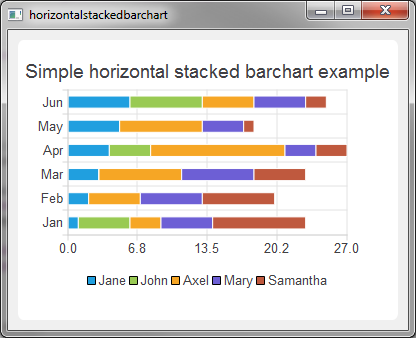 horizontalstackedbarchart
Simple horizontal stacked barchart example
Jun
May
Apr
Mar
Feb
Jan
0.0 6.8 13.5 20.2 27.0
Jane John Axel Mary Samantha